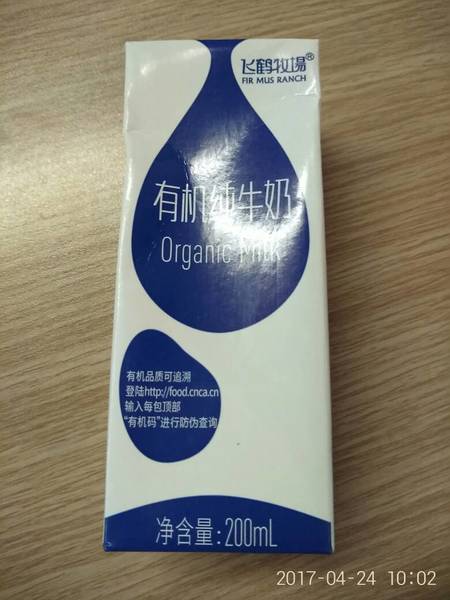 飞鹤牧场®
FIR MUS RANCH
有机纯牛奶
Organic Milk
有机品质可追溯
登陆http://food.cnca.cn
输入每包顶部
“有机码”进行防伪查询
净含量:200mL
2017-04-24 10:02